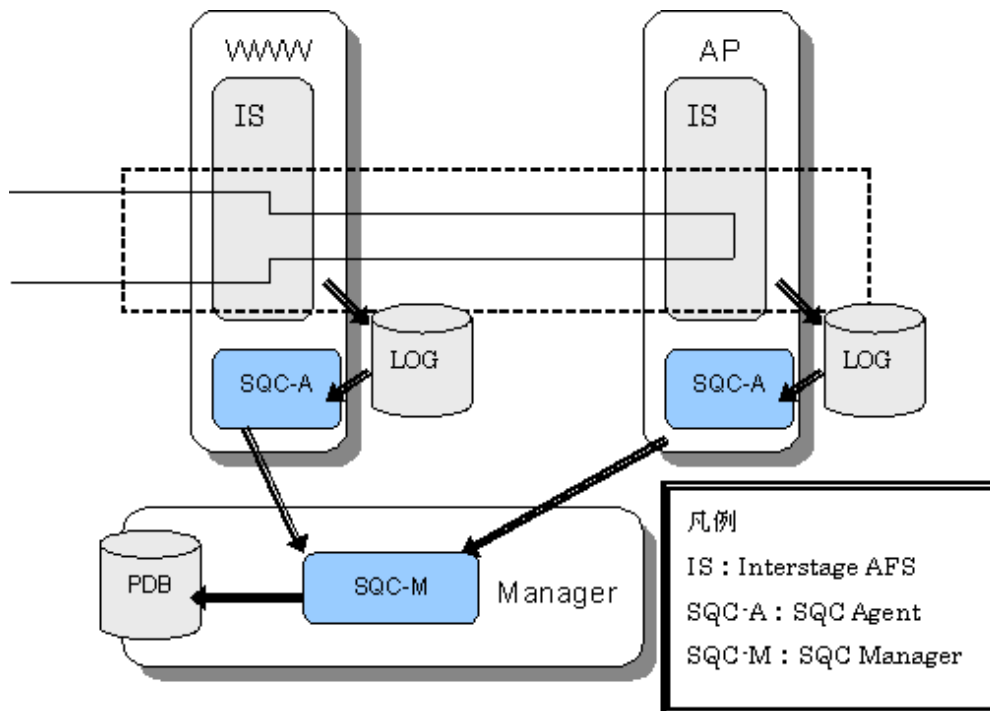 WWW
IS
LOG
SQC-A
AP
IS
LOG
SQC-A
PDB
SQC-M
Manager
凡例
IS：Interstage AFS
SQC-A：SQC Agent
SQC-M：SQC Manager